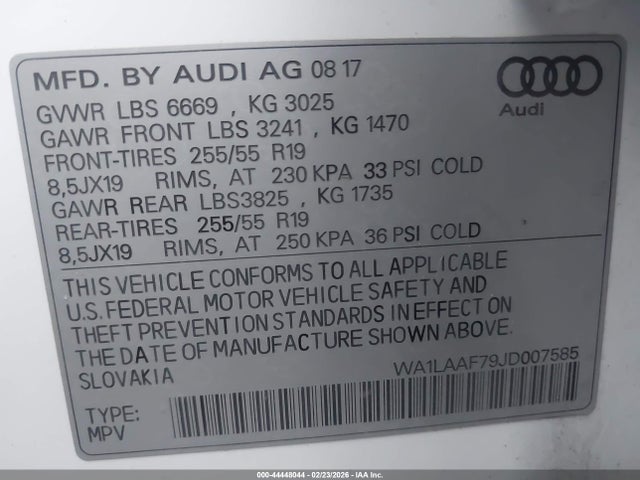 MFD. BY AUDI AG 08 17
Audi
GVWR LBS 6669 , KG 3025
GAWR FRONT LBS 3241 , KG 1470
FRONT-TIRES 255/55 R19
8,5JX19 RIMS, AT 230 KPA 33 PSI COLD
GAWR REAR LBS3825 , KG 1735
REAR-TIRES 255/55 R19
8,5JX19 RIMS, AT 250 KPA 36 PSI COLD
THIS VEHICLE CONFORMS TO ALL APPLICABLE
U.S. FEDERAL MOTOR VEHICLE SAFETY AND
THEFT PREVENTION STANDARDS IN EFFECT ON
THE DATE OF MANUFACTURE SHOWN ABOVE.
SLOVAKIA
WA1LAAF79JD007585
TYPE:
MPV
000-44448044 - 02/23/2026 - IAA Inc.